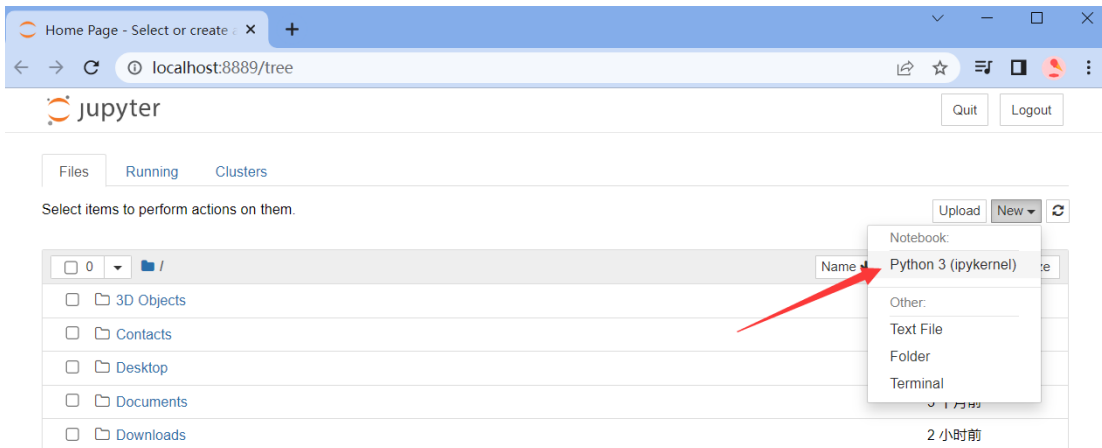 Home Page - Select or create a
localhost:8889/tree
jupyter
Quit
Logout
Files
Running
Clusters
Select items to perform actions on them.
Upload
New
Notebook:
Python 3 (ipykernel)
Other:
Text File
Folder
Terminal
0
/
Name
3D Objects
Contacts
Desktop
Documents
Downloads
2 小时前